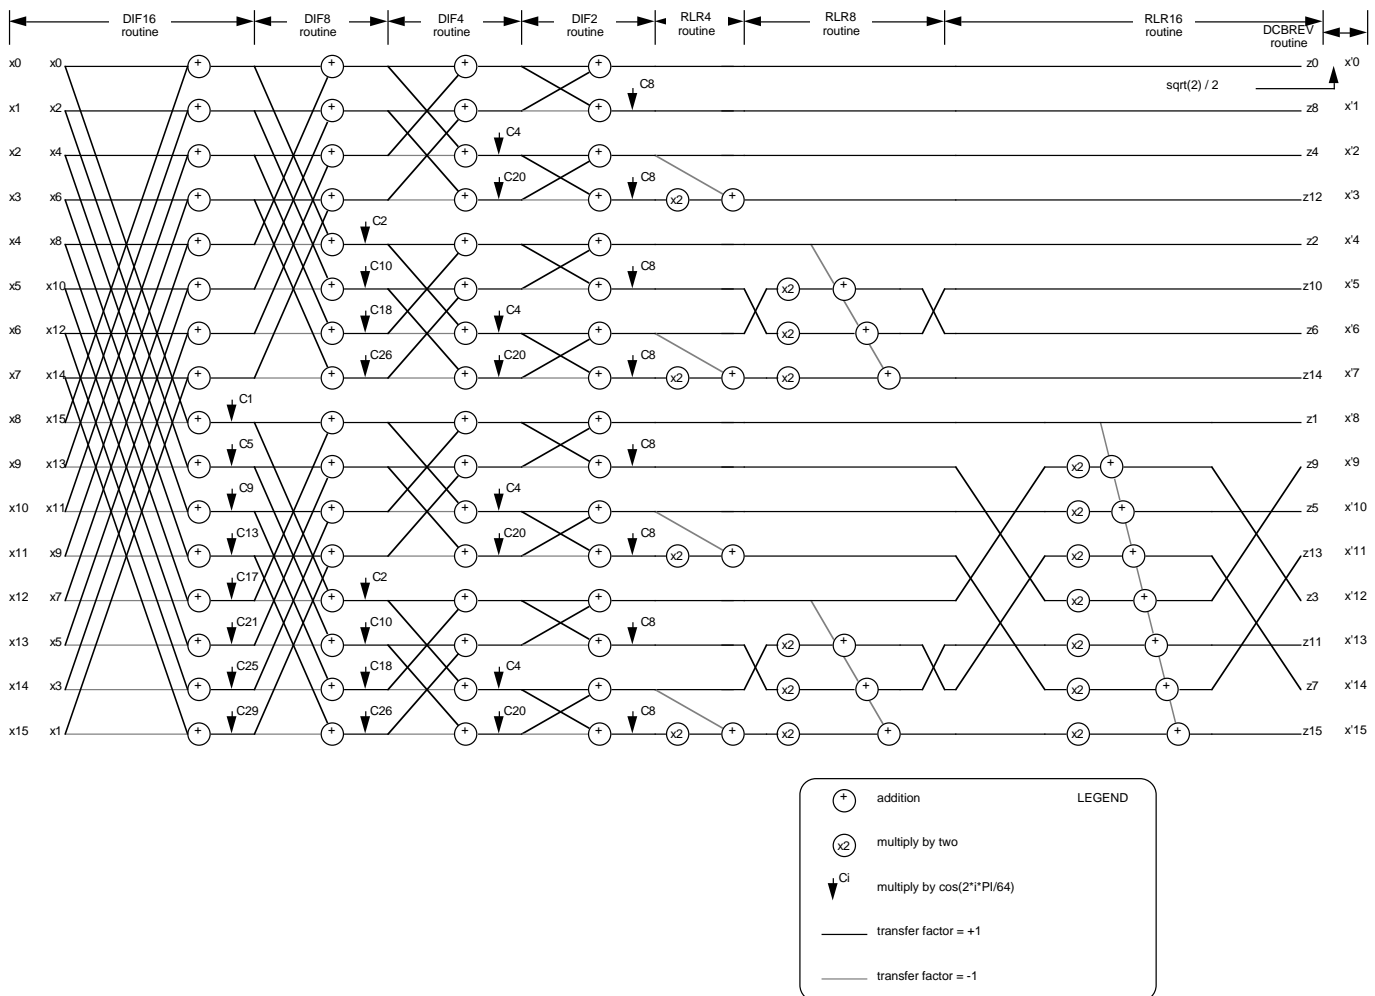 DIF16 routine
DIF8 routine
DIF4 routine
DIF2 routine
RLR4 routine
RLR8 routine
RLR16 routine
DCBREV routine
x0 x0 + + + + z0 x'0
sqrt(2) / 2
C8
x1 x2 + + + + z8 x'1
C4
x2 x4 + + + + z4 x'2
C20 C8
x3 x6 + + + + x2 + z12 x'3
C2
x4 x8 + + + + z2 x'4
C10 C8
x5 x10 + + + + x2 + z10 x'5
C18 C4
x6 x12 + + + + x2 + z6 x'6
C26 C20 C8
x7 x14 + + + + x2 + x2 + z14 x'7
C1
x8 x15 + + + + z1 x'8
C5 C8
x9 x13 + + + + x2 + z9 x'9
C9 C4
x10 x11 + + + + x2 + z5 x'10
C13 C20 C8
x11 x9 + + + + x2 + x2 + z13 x'11
C17 C2
x12 x7 + + + + x2 + z3 x'12
C21 C10 C8
x13 x5 + + + + x2 + x2 + z11 x'13
C25 C18 C4
x14 x3 + + + + x2 + x2 + z7 x'14
C29 C26 C20 C8
x15 x1 + + + + x2 + x2 + x2 + z15 x'15
+ addition LEGEND
x2 multiply by two
Ci multiply by cos(2*i*PI/64)
transfer factor = +1
transfer factor = -1